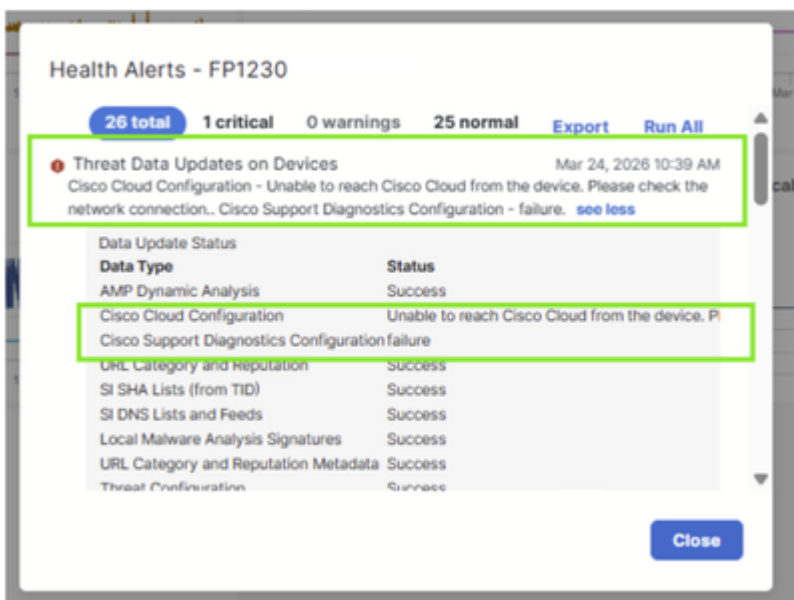 Health Alerts - FP1230
26 total 1 critical 0 warnings 25 normal Export Run All
Threat Data Updates on Devices Mar 24, 2026 10:39 AM
Cisco Cloud Configuration - Unable to reach Cisco Cloud from the device. Please check the
network connection.. Cisco Support Diagnostics Configuration - failure. see less
Data Update Status
Data Type Status
AMP Dynamic Analysis Success
Cisco Cloud Configuration Unable to reach Cisco Cloud from the device. Pl
Cisco Support Diagnostics Configuration failure
URL Category and Reputation Success
SI SHA Lists (from TID) Success
SI DNS Lists and Feeds Success
Local Malware Analysis Signatures Success
URL Category and Reputation Metadata Success
Threat Configuration Success
Close